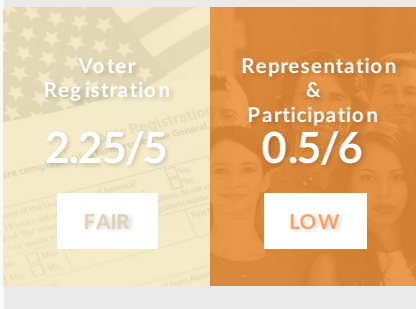 Voter
Registration
2.25/5
FAIR
Representation
&
Participation
0.5/6
LOW